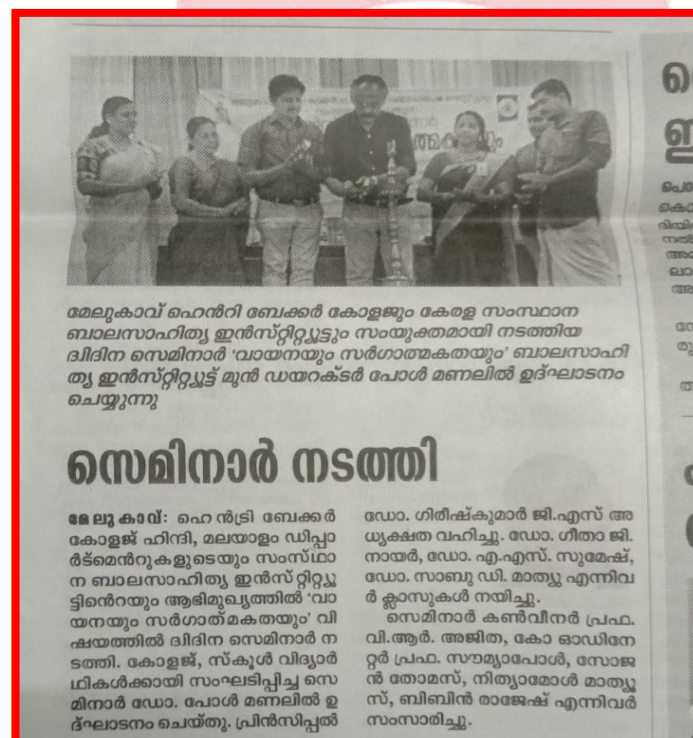 മേലുകാവ് ഹെൻറി ബേക്കർ കോളജും കേരള സംസ്ഥാന
ബാലസാഹിത്യ ഇൻസ്റ്റിറ്റ്യൂട്ടും സംയുക്തമായി നടത്തിയ
ദ്വിദിന സെമിനാർ ‘വായനയും സർഗാത്മകതയും’ ബാലസാഹി
ത്യ ഇൻസ്റ്റിറ്റ്യൂട്ട് മുൻ ഡയറക്ടർ പോൾ മണലിൽ ഉദ്ഘാടനം
ചെയ്യുന്നു
സെമിനാർ നടത്തി
മേലുകാവ്: ഹെൻട്രി ബേക്കർ
കോളജ് ഹിന്ദി, മലയാളം ഡിപ്പാ
ർട്മെൻറുകളുടെയും സംസ്ഥാ
ന ബാലസാഹിത്യ ഇൻസ്റ്റിറ്റ്യൂ
ട്ടിൻെറയും ആഭിമുഖ്യത്തിൽ ‘വാ
യനയും സർഗാത്മകതയും’ വി
ഷയത്തിൽ ദ്വിദിന സെമിനാർ ന
ടത്തി. കോളജ്, സ്കൂൾ വിദ്യാർ
ഥികൾക്കായി സംഘടിപ്പിച്ച സെ
മിനാർ ഡോ. പോൾ മണലിൽ ഉ
ദ്ഘാടനം ചെയ്തു. പ്രിൻസിപ്പൽ
ഡോ. ഗിരീഷ്കുമാർ ജി.എസ് അ
ധ്യക്ഷത വഹിച്ചു. ഡോ. ഗീതാ ജി.
നായർ, ഡോ. എ.എസ്. സുമേഷ്,
ഡോ. സാബു ഡി. മാത്യു എന്നിവ
ർ ക്ലാസുകൾ നയിച്ചു.
സെമിനാർ കൺവീനർ പ്രഫ.
വി.ആർ. അജിത, കോ ഓഡിനേ
റ്റർ പ്രഫ. സൗമ്യാപോൾ, സോജ
ൻ തോമസ്, നിത്യാമോൾ മാത്യൂ
സ്, ബിബിൻ രാജേഷ് എന്നിവർ
സംസാരിച്ചു.